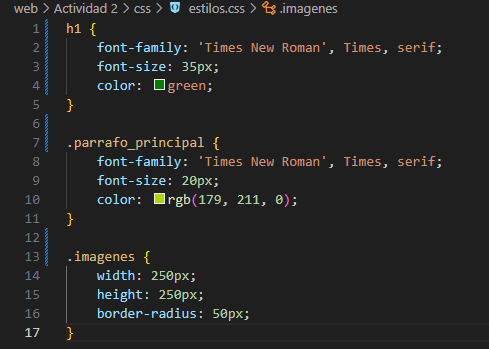 web > Actividad 2 > css > estilos.css > .imagenes
1 h1 {
2 font-family: 'Times New Roman', Times, serif;
3 font-size: 35px;
4 color: green;
5 }
6
7 .parrafo_principal {
8 font-family: 'Times New Roman', Times, serif;
9 font-size: 20px;
10 color: rgb(179, 211, 0);
11 }
12
13 .imagenes {
14 width: 250px;
15 height: 250px;
16 border-radius: 50px;
17 }